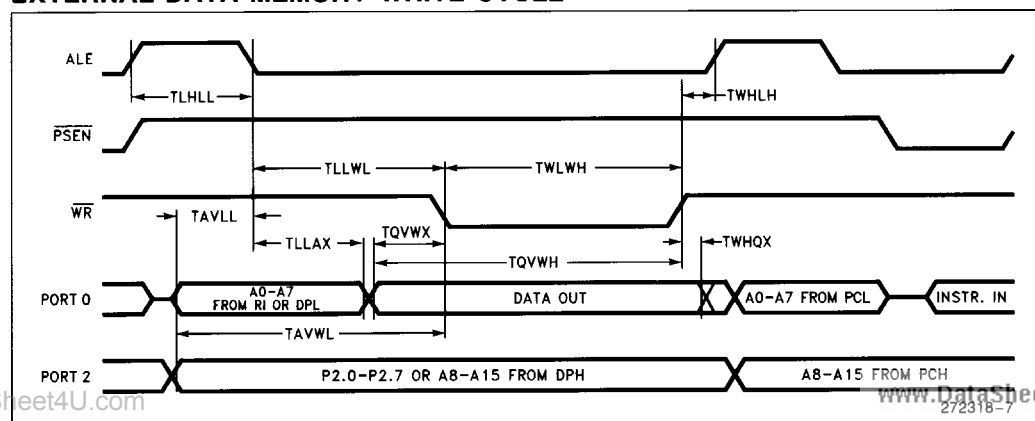 EXTERNAL DATA MEMORY WRITE CYCLE
ALE
TLHLL
TWHLH
PSEN
TLLWL
TWLWH
WR
TAVLL
TLLAX
TQVWX
TWHQX
TQVWH
PORT 0
A0-A7
FROM RI OR DPL
DATA OUT
A0-A7 FROM PCL
INSTR. IN
TAVWL
PORT 2
P2.0-P2.7 OR A8-A15 FROM DPH
A8-A15 FROM PCH
heet4U.com
www.DataShee
272318-7